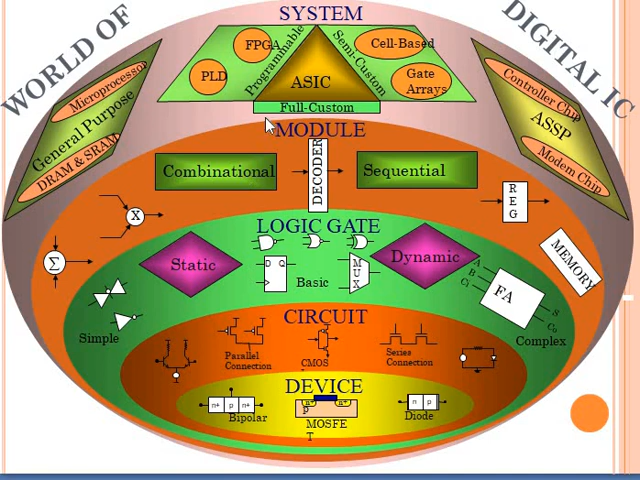 SYSTEM
WORLD OF
DIGITAL IC
FPGA
PLD
Programmable
ASIC
Semi-Custom
Cell-Based
Gate
Arrays
Full-Custom
Microprocessor
General Purpose
DRAM & SRAM
Controller Chip
ASSP
Modem Chip
MODULE
Combinational
DECODER
Sequential
X
REG
Σ
MEMORY
LOGIC GATE
Static
D Q
MUX
Basic
Dynamic
A
B
FA
S
Simple
Complex
CIRCUIT
Parallel
Connection
CMOS
Series
Connection
DEVICE
n+ p n+
Bipolar
n+ n+
p
MOSFE
T
n p
Diode